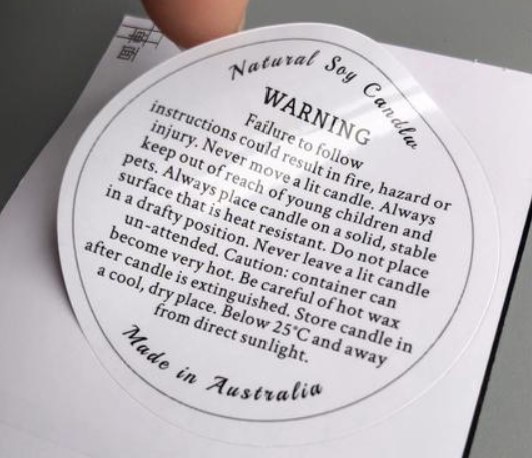 Natural Soy Candlw
WARNING
Failure to follow
instructions could result in fire, hazard or
injury. Never move a lit candle. Always
keep out of reach of young children and
pets. Always place candle on a solid, stable
surface that is heat resistant. Do not place
in a drafty position. Never leave a lit candle
un-attended. Caution: container can
become very hot. Be careful of hot wax
after candle is extinguished. Store candle in
a cool, dry place. Below 25°C and away
from direct sunlight.
Made in Australia